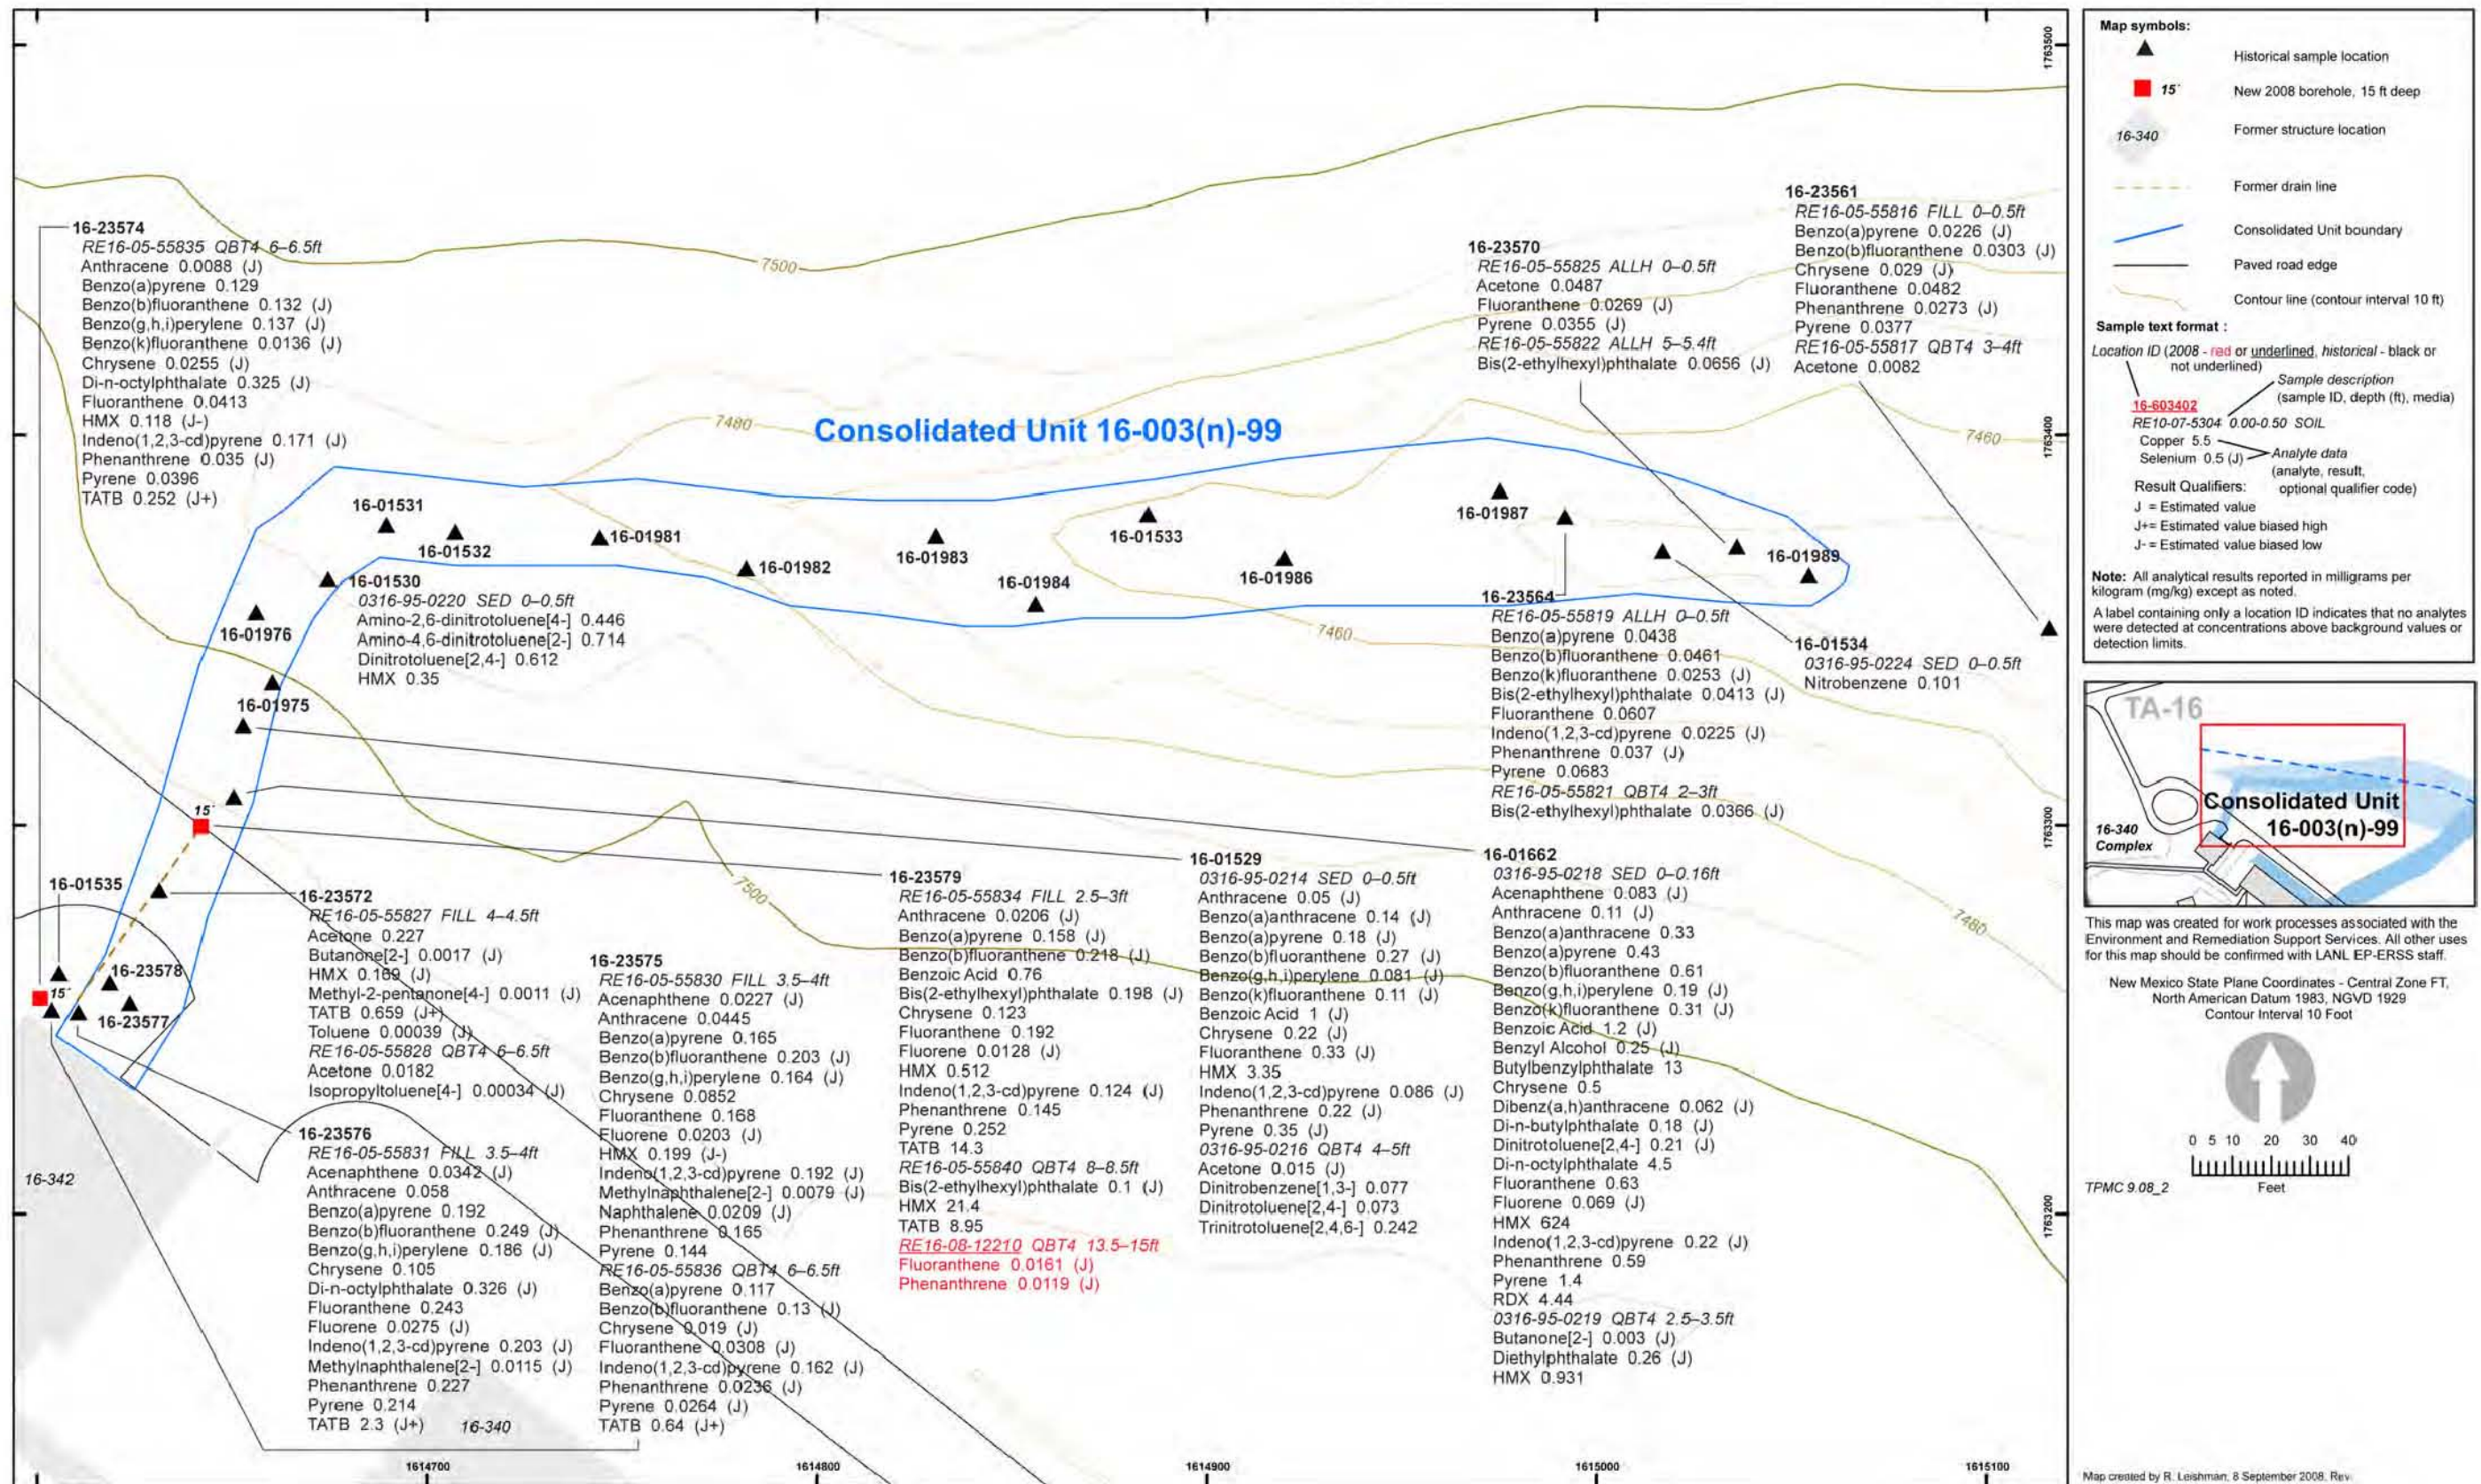 16-23574
RE16-05-55835 QBT4 6–6.5ft
Anthracene 0.0088 (J)
Benzo(a)pyrene 0.129
Benzo(b)fluoranthene 0.132 (J)
Benzo(g,h,i)perylene 0.137 (J)
Benzo(k)fluoranthene 0.0136 (J)
Chrysene 0.0255 (J)
Di-n-octylphthalate 0.325 (J)
Fluoranthene 0.0413
HMX 0.118 (J-)
Indeno(1,2,3-cd)pyrene 0.171 (J)
Phenanthrene 0.035 (J)
Pyrene 0.0396
TATB 0.252 (J+)
7500
7480
Consolidated Unit 16-003(n)-99
16-23570
RE16-05-55825 ALLH 0–0.5ft
Acetone 0.0487
Fluoranthene 0.0269 (J)
Pyrene 0.0355 (J)
RE16-05-55822 ALLH 5–5.4ft
Bis(2-ethylhexyl)phthalate 0.0656 (J)
16-23561
RE16-05-55816 FILL 0–0.5ft
Benzo(a)pyrene 0.0226 (J)
Benzo(b)fluoranthene 0.0303 (J)
Chrysene 0.029 (J)
Fluoranthene 0.0482
Phenanthrene 0.0273 (J)
Pyrene 0.0377
RE16-05-55817 QBT4 3–4ft
Acetone 0.0082
7460
1763500
1763400
1763300
1763200
16-01531
16-01532
16-01981
16-01982
16-01983
16-01984
16-01533
16-01986
16-01987
16-01989
16-01530
0316-95-0220 SED 0–0.5ft
Amino-2,6-dinitrotoluene[4-] 0.446
Amino-4,6-dinitrotoluene[2-] 0.714
Dinitrotoluene[2,4-] 0.612
HMX 0.35
16-01976
16-01975
7460
16-23564
RE16-05-55819 ALLH 0–0.5ft
Benzo(a)pyrene 0.0438
Benzo(b)fluoranthene 0.0461
Benzo(k)fluoranthene 0.0253 (J)
Bis(2-ethylhexyl)phthalate 0.0413 (J)
Fluoranthene 0.0607
Indeno(1,2,3-cd)pyrene 0.0225 (J)
Phenanthrene 0.037 (J)
Pyrene 0.0683
RE16-05-55821 QBT4 2–3ft
Bis(2-ethylhexyl)phthalate 0.0366 (J)
16-01534
0316-95-0224 SED 0–0.5ft
Nitrobenzene 0.101
15'
16-01535
16-23578
15'
16-23577
7500
7480
16-23572
RE16-05-55827 FILL 4–4.5ft
Acetone 0.227
Butanone[2-] 0.0017 (J)
HMX 0.169 (J)
Methyl-2-pentanone[4-] 0.0011 (J)
TATB 0.659 (J+)
Toluene 0.00039 (J)
RE16-05-55828 QBT4 6–6.5ft
Acetone 0.0182
Isopropyltoluene[4-] 0.00034 (J)
16-23576
RE16-05-55831 FILL 3.5–4ft
Acenaphthene 0.0342 (J)
Anthracene 0.058
Benzo(a)pyrene 0.192
Benzo(b)fluoranthene 0.249 (J)
Benzo(g,h,i)perylene 0.186 (J)
Chrysene 0.105
Di-n-octylphthalate 0.326 (J)
Fluoranthene 0.243
Fluorene 0.0275 (J)
Indeno(1,2,3-cd)pyrene 0.203 (J)
Methylnaphthalene[2-] 0.0115 (J)
Phenanthrene 0.227
Pyrene 0.214
TATB 2.3 (J+)
16-342
16-340
16-23575
RE16-05-55830 FILL 3.5–4ft
Acenaphthene 0.0227 (J)
Anthracene 0.0445
Benzo(a)pyrene 0.165
Benzo(b)fluoranthene 0.203 (J)
Benzo(g,h,i)perylene 0.164 (J)
Chrysene 0.0852
Fluoranthene 0.168
Fluorene 0.0203 (J)
HMX 0.199 (J-)
Indeno(1,2,3-cd)pyrene 0.192 (J)
Methylnaphthalene[2-] 0.0079 (J)
Naphthalene 0.0209 (J)
Phenanthrene 0.165
Pyrene 0.144
RE16-05-55836 QBT4 6–6.5ft
Benzo(a)pyrene 0.117
Benzo(b)fluoranthene 0.13 (J)
Chrysene 0.019 (J)
Fluoranthene 0.0308 (J)
Indeno(1,2,3-cd)pyrene 0.162 (J)
Phenanthrene 0.0236 (J)
Pyrene 0.0264 (J)
TATB 0.64 (J+)
16-23579
RE16-05-55834 FILL 2.5–3ft
Anthracene 0.0206 (J)
Benzo(a)pyrene 0.158 (J)
Benzo(b)fluoranthene 0.218 (J)
Benzoic Acid 0.76
Bis(2-ethylhexyl)phthalate 0.198 (J)
Chrysene 0.123
Fluoranthene 0.192
Fluorene 0.0128 (J)
HMX 0.512
Indeno(1,2,3-cd)pyrene 0.124 (J)
Phenanthrene 0.145
Pyrene 0.252
TATB 14.3
RE16-05-55840 QBT4 8–8.5ft
Bis(2-ethylhexyl)phthalate 0.1 (J)
HMX 21.4
TATB 8.95
RE16-08-12210 QBT4 13.5–15ft
Fluoranthene 0.0161 (J)
Phenanthrene 0.0119 (J)
16-01529
0316-95-0214 SED 0–0.5ft
Anthracene 0.05 (J)
Benzo(a)anthracene 0.14 (J)
Benzo(a)pyrene 0.18 (J)
Benzo(b)fluoranthene 0.27 (J)
Benzo(g,h,i)perylene 0.081 (J)
Benzo(k)fluoranthene 0.11 (J)
Benzoic Acid 1 (J)
Chrysene 0.22 (J)
Fluoranthene 0.33 (J)
HMX 3.35
Indeno(1,2,3-cd)pyrene 0.086 (J)
Phenanthrene 0.22 (J)
Pyrene 0.35 (J)
0316-95-0216 QBT4 4–5ft
Acetone 0.015 (J)
Dinitrobenzene[1,3-] 0.077
Dinitrotoluene[2,4-] 0.073
Trinitrotoluene[2,4,6-] 0.242
16-01662
0316-95-0218 SED 0–0.16ft
Acenaphthene 0.083 (J)
Anthracene 0.11 (J)
Benzo(a)anthracene 0.33
Benzo(a)pyrene 0.43
Benzo(b)fluoranthene 0.61
Benzo(g,h,i)perylene 0.19 (J)
Benzo(k)fluoranthene 0.31 (J)
Benzoic Acid 1.2 (J)
Benzyl Alcohol 0.25 (J)
Butylbenzylphthalate 13
Chrysene 0.5
Dibenz(a,h)anthracene 0.062 (J)
Di-n-butylphthalate 0.18 (J)
Dinitrotoluene[2,4-] 0.21 (J)
Di-n-octylphthalate 4.5
Fluoranthene 0.63
Fluorene 0.069 (J)
HMX 624
Indeno(1,2,3-cd)pyrene 0.22 (J)
Phenanthrene 0.59
Pyrene 1.4
RDX 4.44
0316-95-0219 QBT4 2.5–3.5ft
Butanone[2-] 0.003 (J)
Diethylphthalate 0.26 (J)
HMX 0.931
1614700
1614800
1614900
1615000
1615100
Map symbols:
Historical sample location
15' New 2008 borehole, 15 ft deep
16-340 Former structure location
Former drain line
Consolidated Unit boundary
Paved road edge
Contour line (contour interval 10 ft)
Sample text format :
Location ID (2008 - red or underlined, historical - black or
not underlined)
Sample description
(sample ID, depth (ft), media)
16-603402
RE10-07-5304 0.00-0.50 SOIL
Copper 5.5
Selenium 0.5 (J)
Analyte data
(analyte, result,
optional qualifier code)
Result Qualifiers:
J = Estimated value
J+= Estimated value biased high
J- = Estimated value biased low
Note: All analytical results reported in milligrams per
kilogram (mg/kg) except as noted.
A label containing only a location ID indicates that no analytes
were detected at concentrations above background values or
detection limits.
TA-16
Consolidated Unit
16-003(n)-99
16-340
Complex
This map was created for work processes associated with the
Environment and Remediation Support Services. All other uses
for this map should be confirmed with LANL EP-ERSS staff.
New Mexico State Plane Coordinates - Central Zone FT,
North American Datum 1983, NGVD 1929
Contour Interval 10 Foot
0 5 10 20 30 40
Feet
TPMC 9.08_2
Map created by R. Leishman, 8 September 2008, Rev.